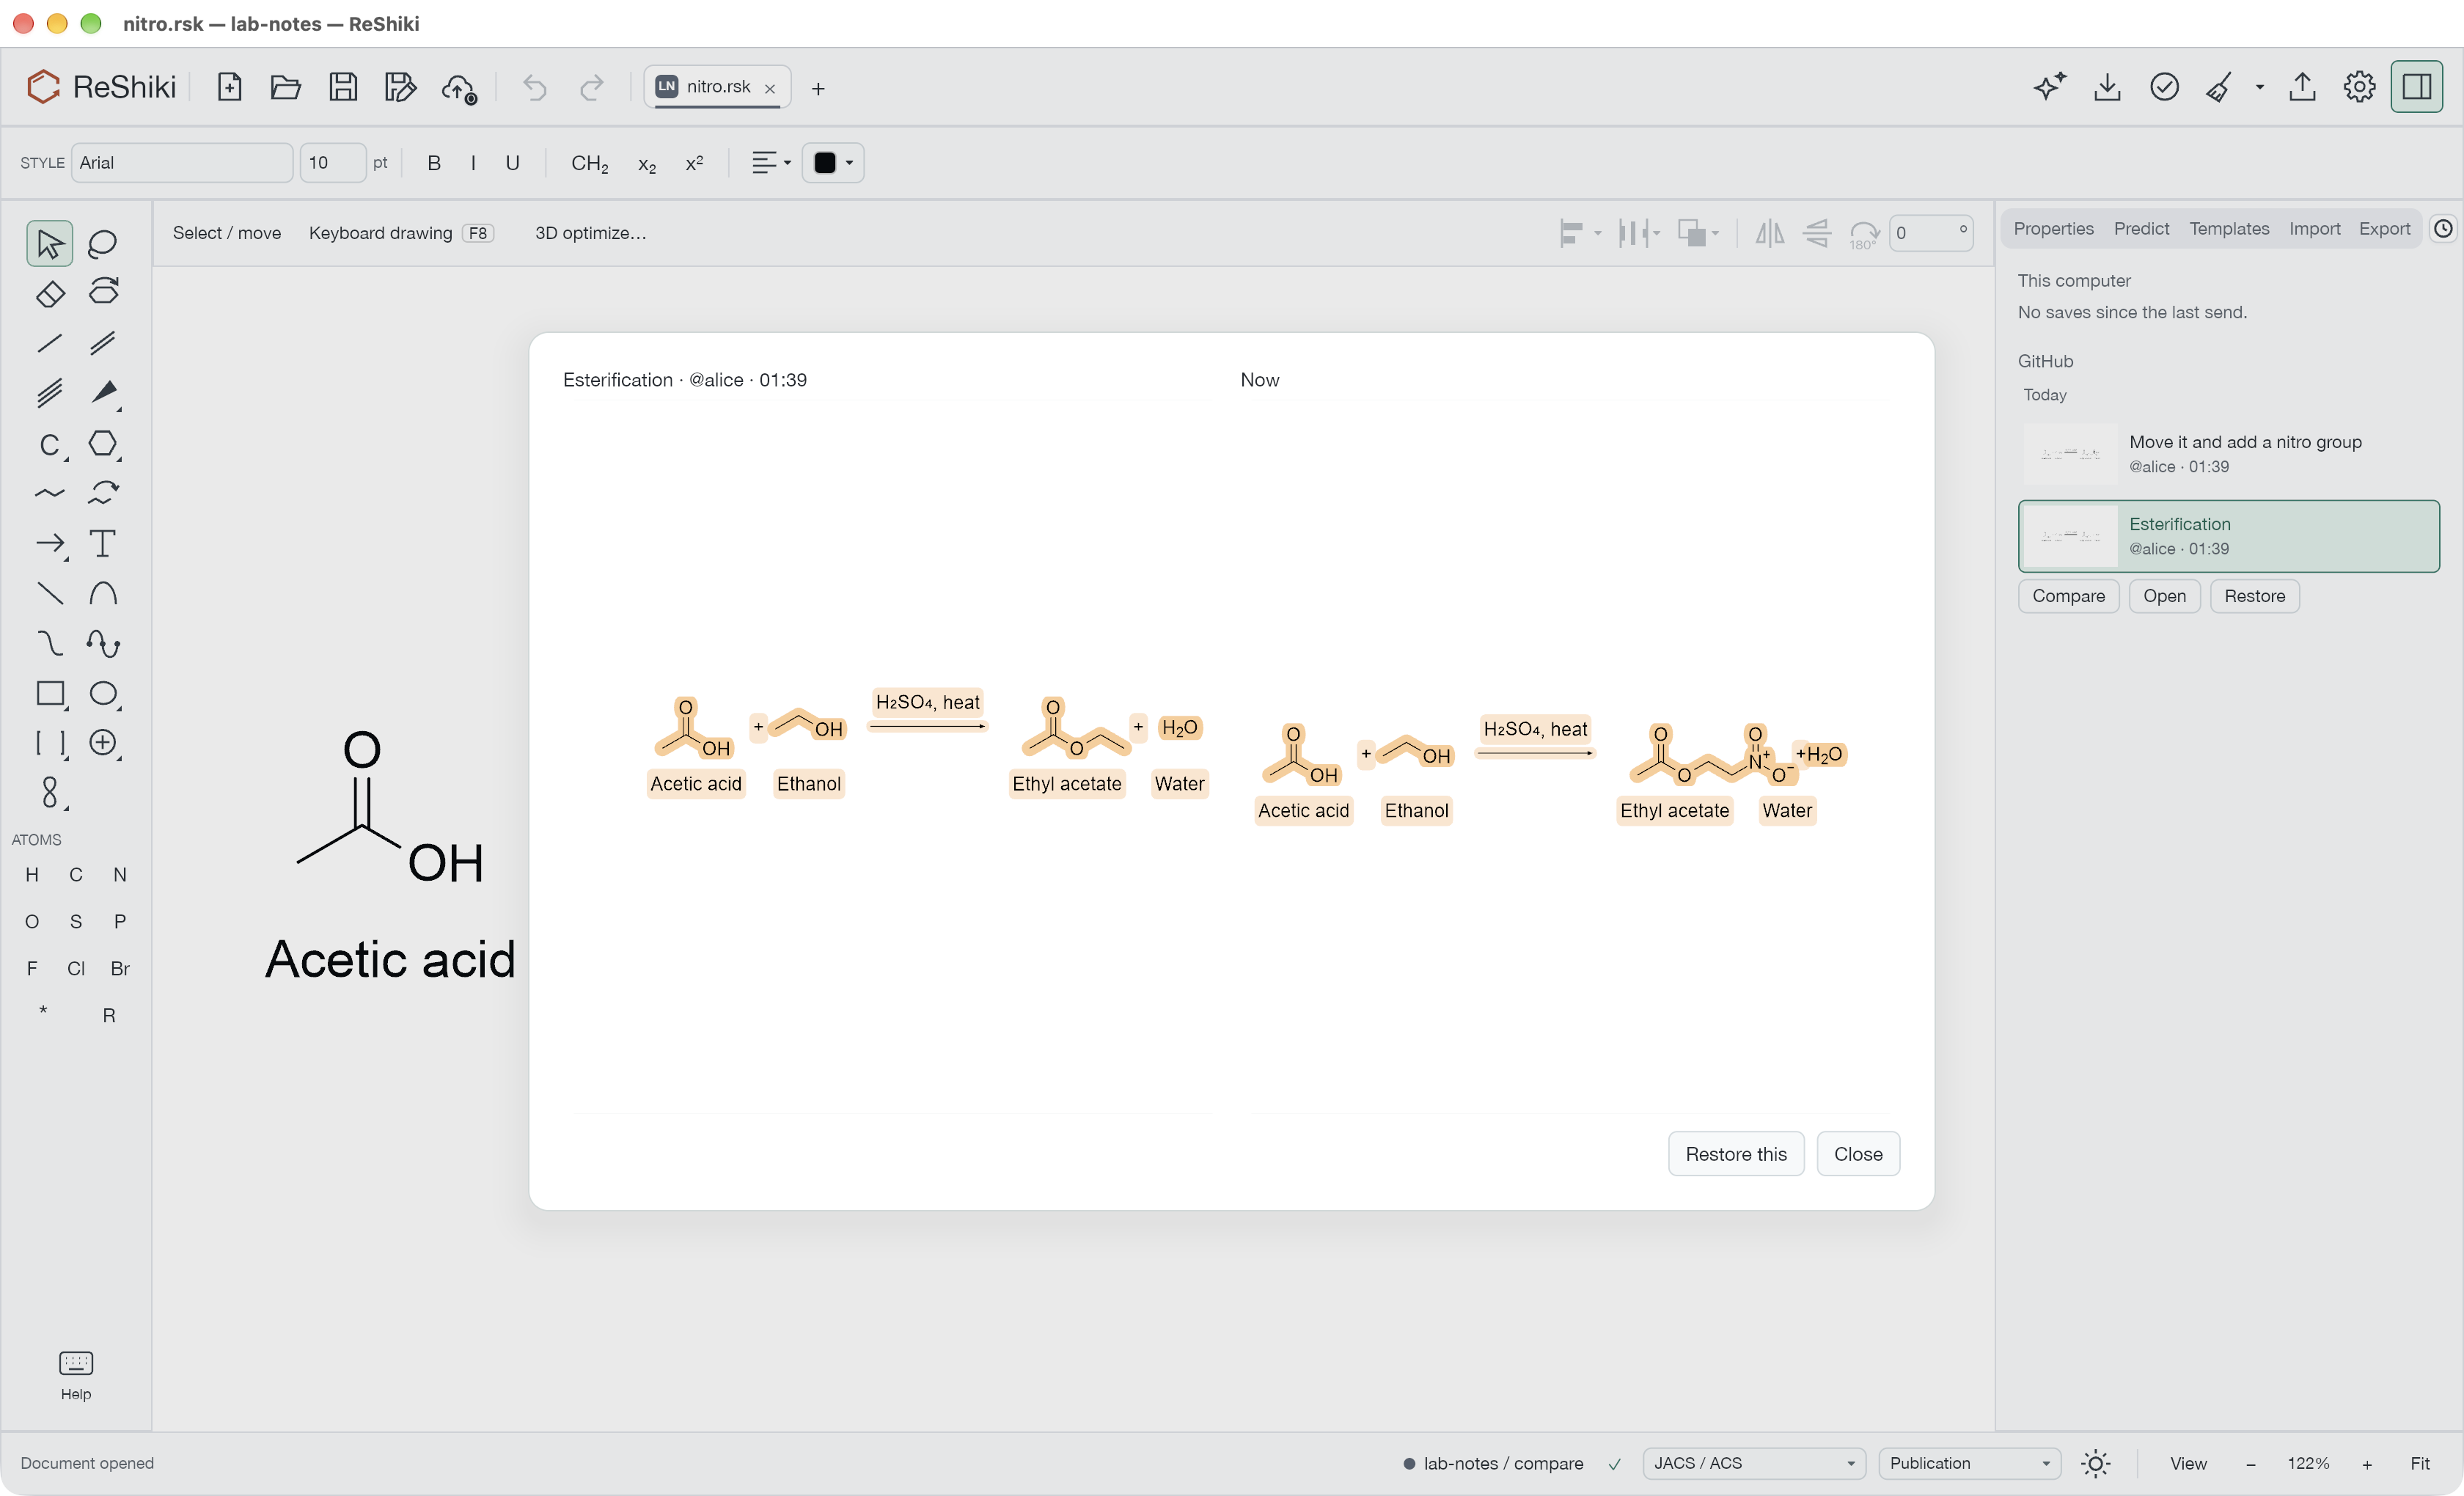 nitro.rsk — lab-notes — ReShiki
ReShiki
LN nitro.rsk × +
STYLE Arial 10 pt B I U CH₂ x₂ x²
Select / move Keyboard drawing F8 3D optimize...
180° 0 °
Properties Predict Templates Import Export
This computer
No saves since the last send.
GitHub
Today
Move it and add a nitro group
@alice · 01:39
Esterification
@alice · 01:39
Compare Open Restore
C
T
[ ]
ATOMS
H C N
O S P
F Cl Br
* R
Help
O
OH
Acetic acid
Esterification · @alice · 01:39
O
OH
+
OH
H₂SO₄, heat
O
O
+
H₂O
Acetic acid Ethanol Ethyl acetate Water
Now
O
OH
+
OH
H₂SO₄, heat
O
O
O
N⁺
O⁻
+H₂O
Acetic acid Ethanol Ethyl acetate Water
Restore this Close
Document opened
lab-notes / compare ✓ JACS / ACS Publication View − 122% + Fit